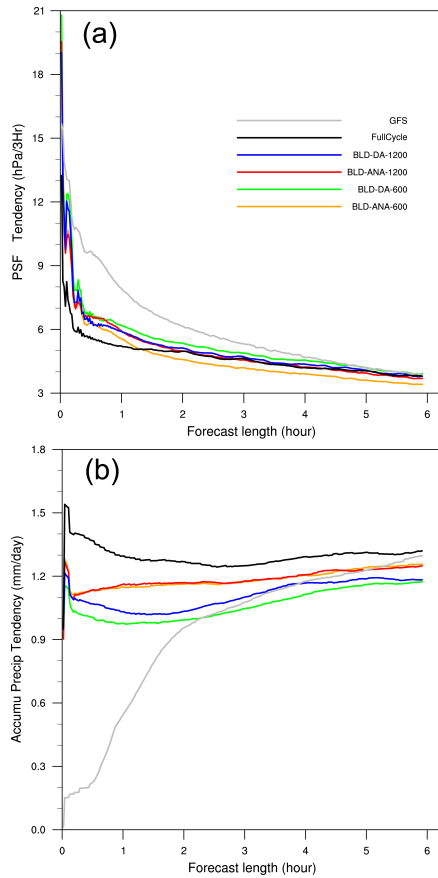 (a)
21
18
15
12
9
6
3
PSF Tendency (hPa/3Hr)
GFS
FullCycle
BLD-DA-1200
BLD-ANA-1200
BLD-DA-600
BLD-ANA-600
0 1 2 3 4 5 6
Forecast length (hour)
(b)
1.8
1.5
1.2
0.9
0.6
0.3
0.0
Accumu Precip Tendency (mm/day)
0 1 2 3 4 5 6
Forecast length (hour)